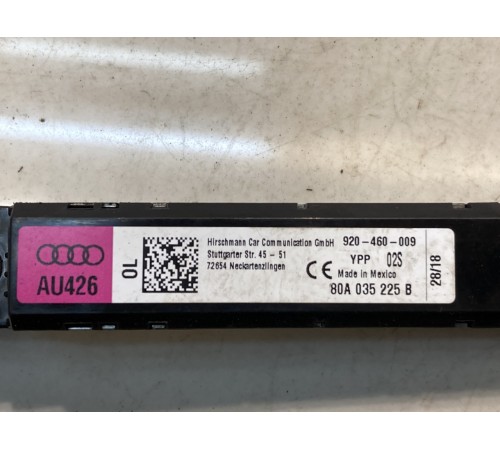 AU426
OL
Hirschmann Car Communication GmbH
Stuttgarter Str. 45 - 51
72654 Neckartenzlingen
920-460-009
YPP 02S
CE Made in Mexico
80A 035 225 B
28/18